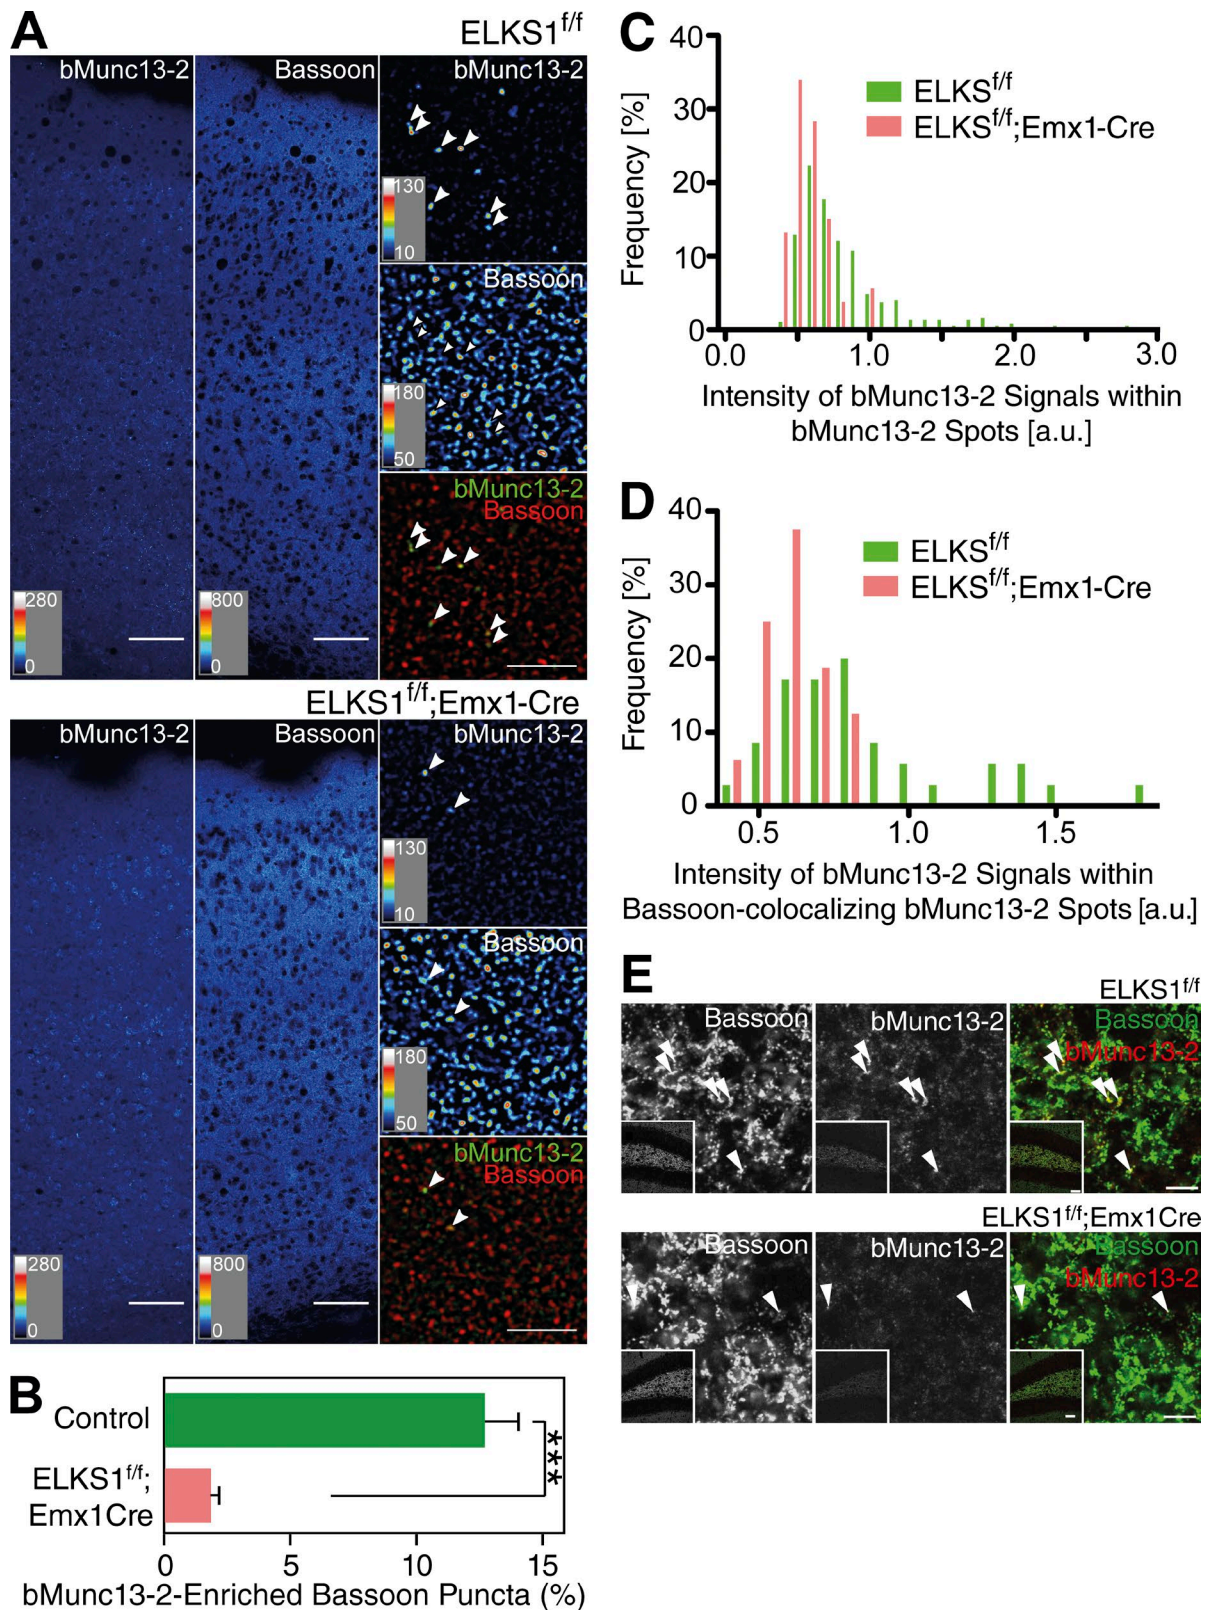 A
ELKS1f/f
bMunc13-2
Bassoon
bMunc13-2
130
10
Bassoon
180
50
bMunc13-2
Bassoon
280
0
800
0
ELKS1f/f;Emx1-Cre
bMunc13-2
Bassoon
bMunc13-2
130
10
Bassoon
180
50
bMunc13-2
Bassoon
280
0
800
0
B
Control
ELKS1f/f;
Emx1Cre
***
0 5 10 15
bMunc13-2-Enriched Bassoon Puncta (%)
C
40
30
20
10
0
Frequency [%]
ELKSf/f
ELKSf/f;Emx1-Cre
0.0 1.0 2.0 3.0
Intensity of bMunc13-2 Signals within
bMunc13-2 Spots [a.u.]
D
40
30
20
10
0
Frequency [%]
ELKSf/f
ELKSf/f;Emx1-Cre
0.5 1.0 1.5
Intensity of bMunc13-2 Signals within
Bassoon-colocalizing bMunc13-2 Spots [a.u.]
E
ELKS1f/f
Bassoon
bMunc13-2
Bassoon
bMunc13-2
ELKS1f/f;Emx1Cre
Bassoon
bMunc13-2
Bassoon
bMunc13-2